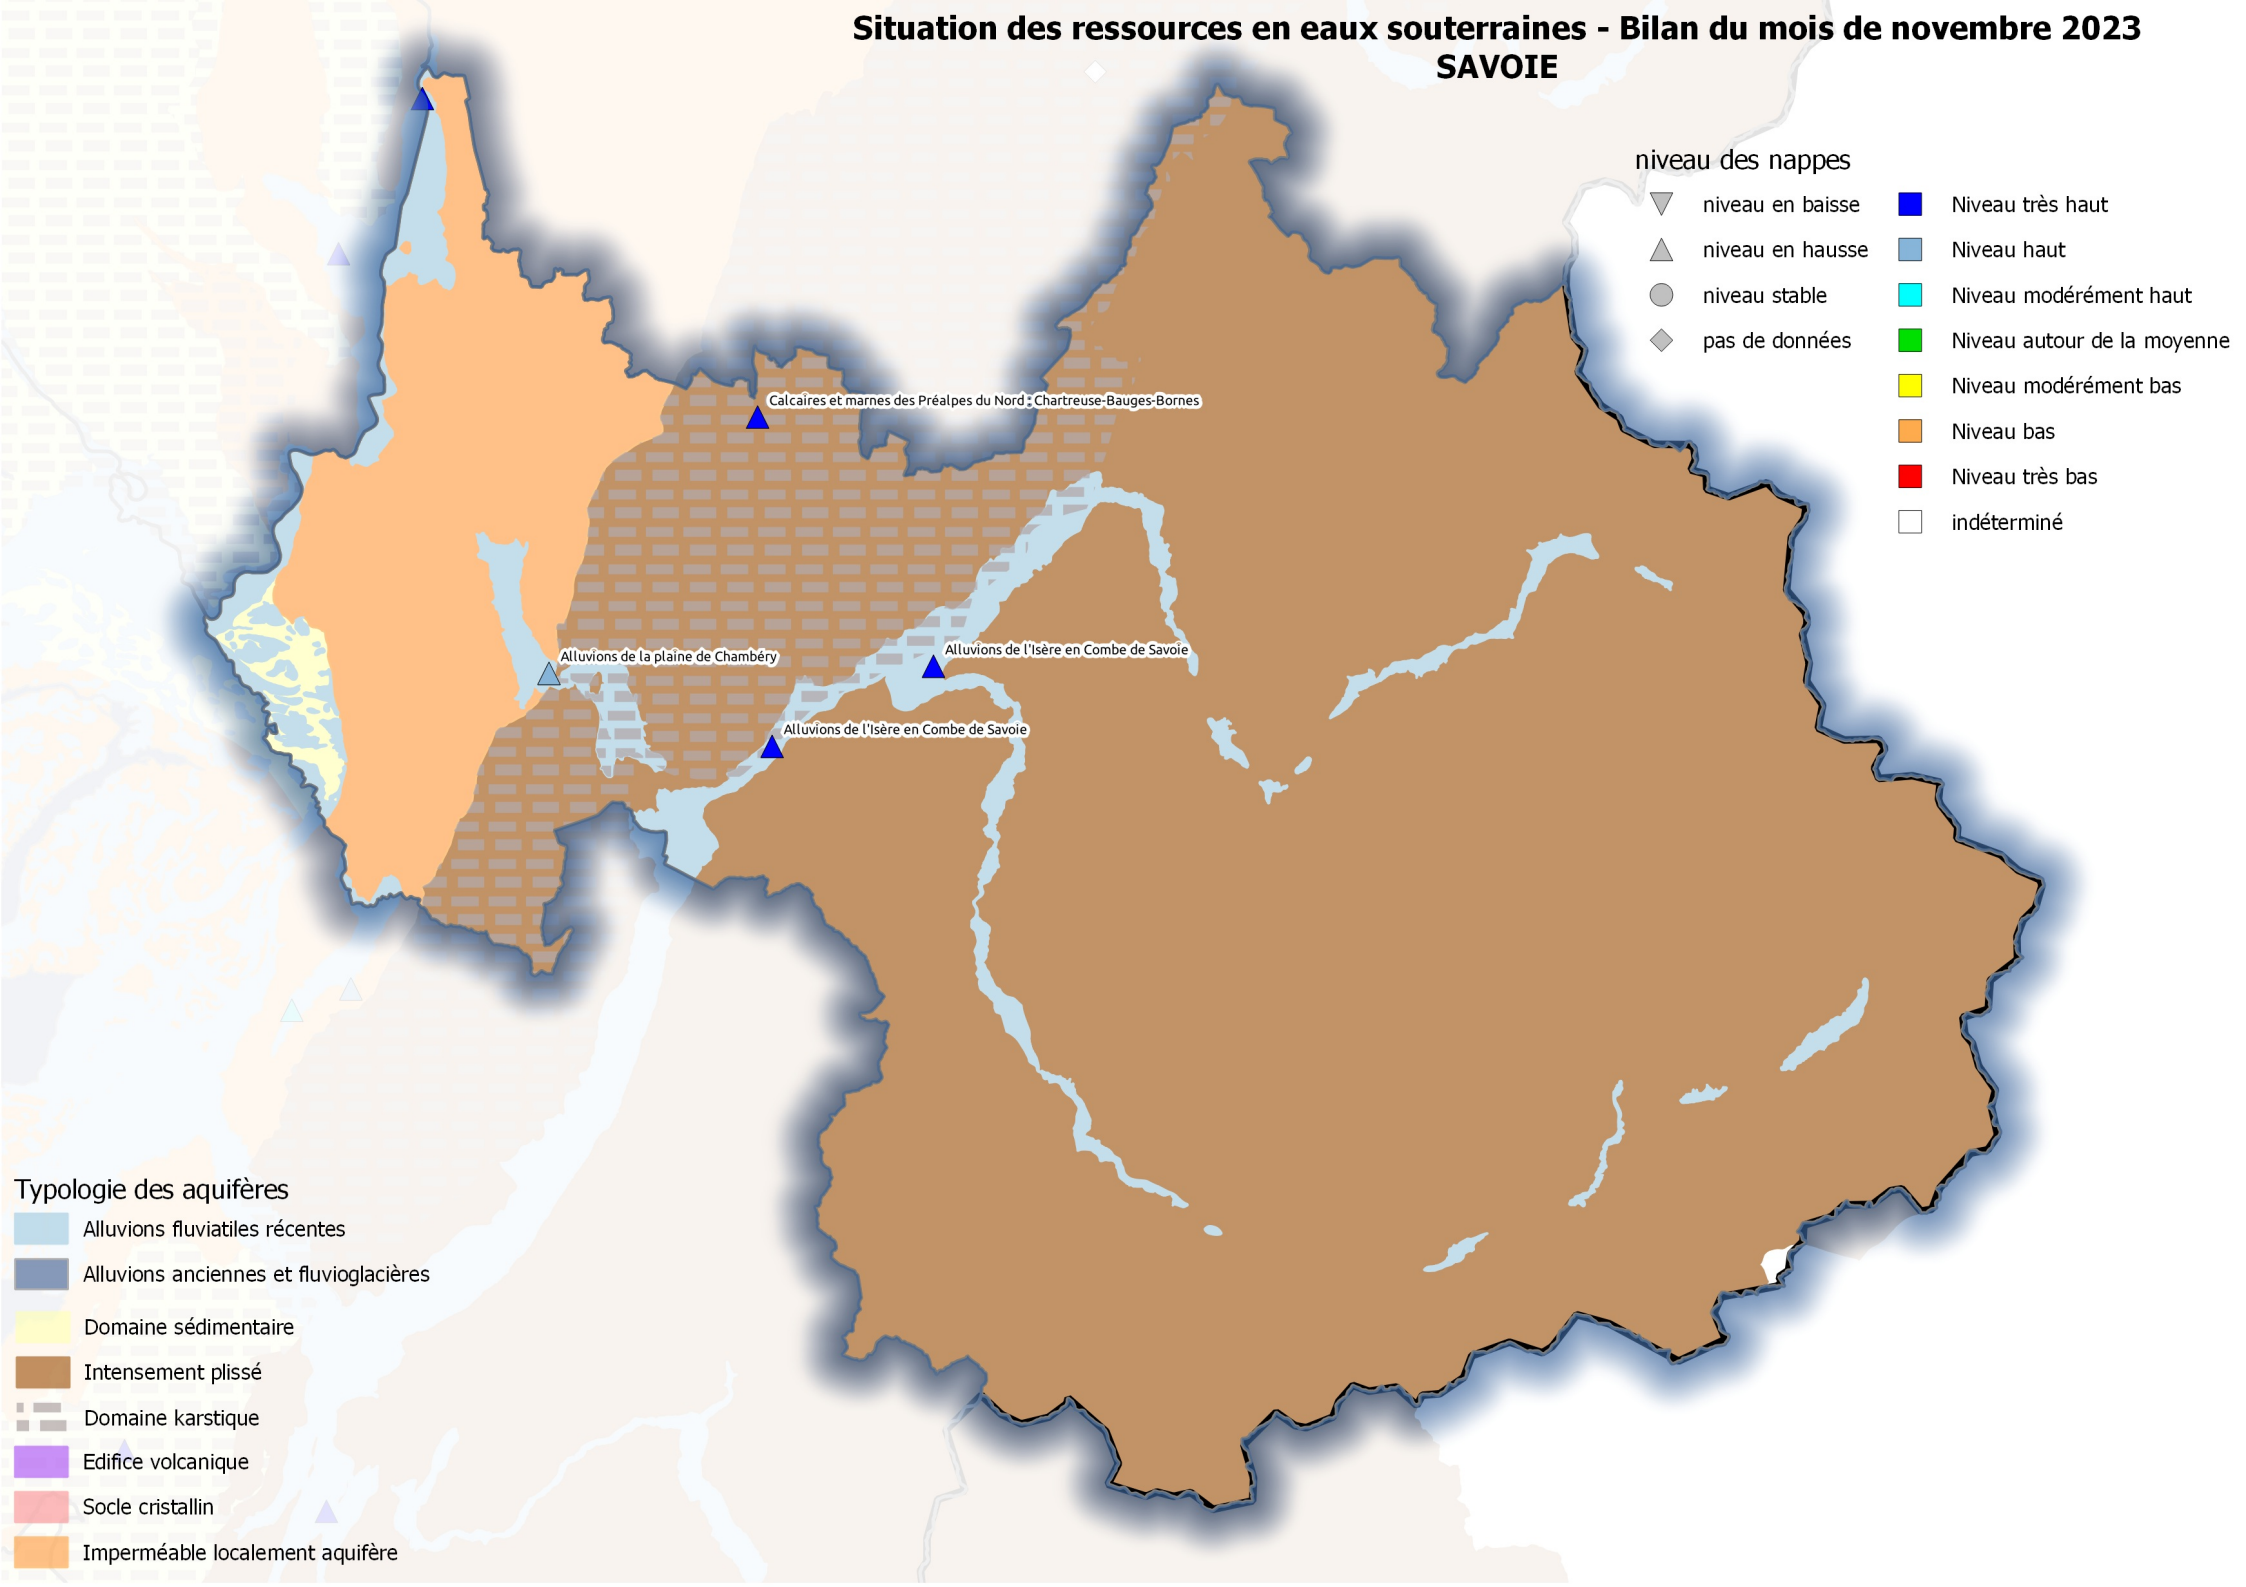 Situation des ressources en eaux souterraines - Bilan du mois de novembre 2023
SAVOIE
niveau des nappes
niveau en baisse
niveau en hausse
niveau stable
pas de données
Niveau très haut
Niveau haut
Niveau modérément haut
Niveau autour de la moyenne
Niveau modérément bas
Niveau bas
Niveau très bas
indéterminé
Calcaires et marnes des Préalpes du Nord : Chartreuse-Bauges-Bornes
Alluvions de la plaine de Chambéry
Alluvions de l'Isère en Combe de Savoie
Alluvions de l'Isère en Combe de Savoie
Typologie des aquifères
Alluvions fluviatiles récentes
Alluvions anciennes et fluvioglacières
Domaine sédimentaire
Intensement plissé
Domaine karstique
Edifice volcanique
Socle cristallin
Imperméable localement aquifère